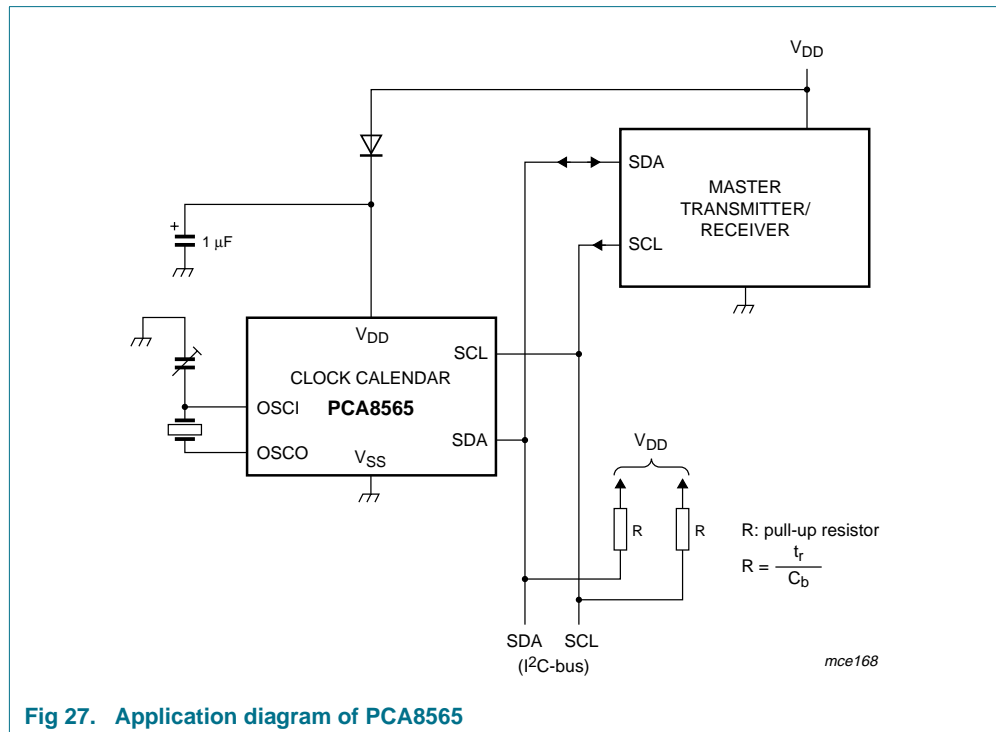 VDD
SDA
MASTER
TRANSMITTER/
RECEIVER
SCL
+
1 μF
VDD
SCL
CLOCK CALENDAR
OSCI
PCA8565
SDA
OSCO
VSS
VDD
R
R
R: pull-up resistor
R = tr / Cb
SDA SCL
(I²C-bus)
mce168
Fig 27. Application diagram of PCA8565